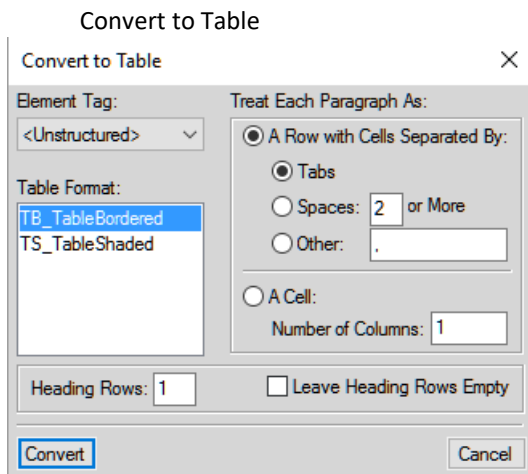 Convert to Table
Convert to Table
Element Tag:
<Unstructured>
Table Format:
TB_TableBordered
TS_TableShaded
Treat Each Paragraph As:
A Row with Cells Separated By:
Tabs
Spaces: 2 or More
Other: ,
A Cell:
Number of Columns: 1
Heading Rows: 1
Leave Heading Rows Empty
Convert
Cancel